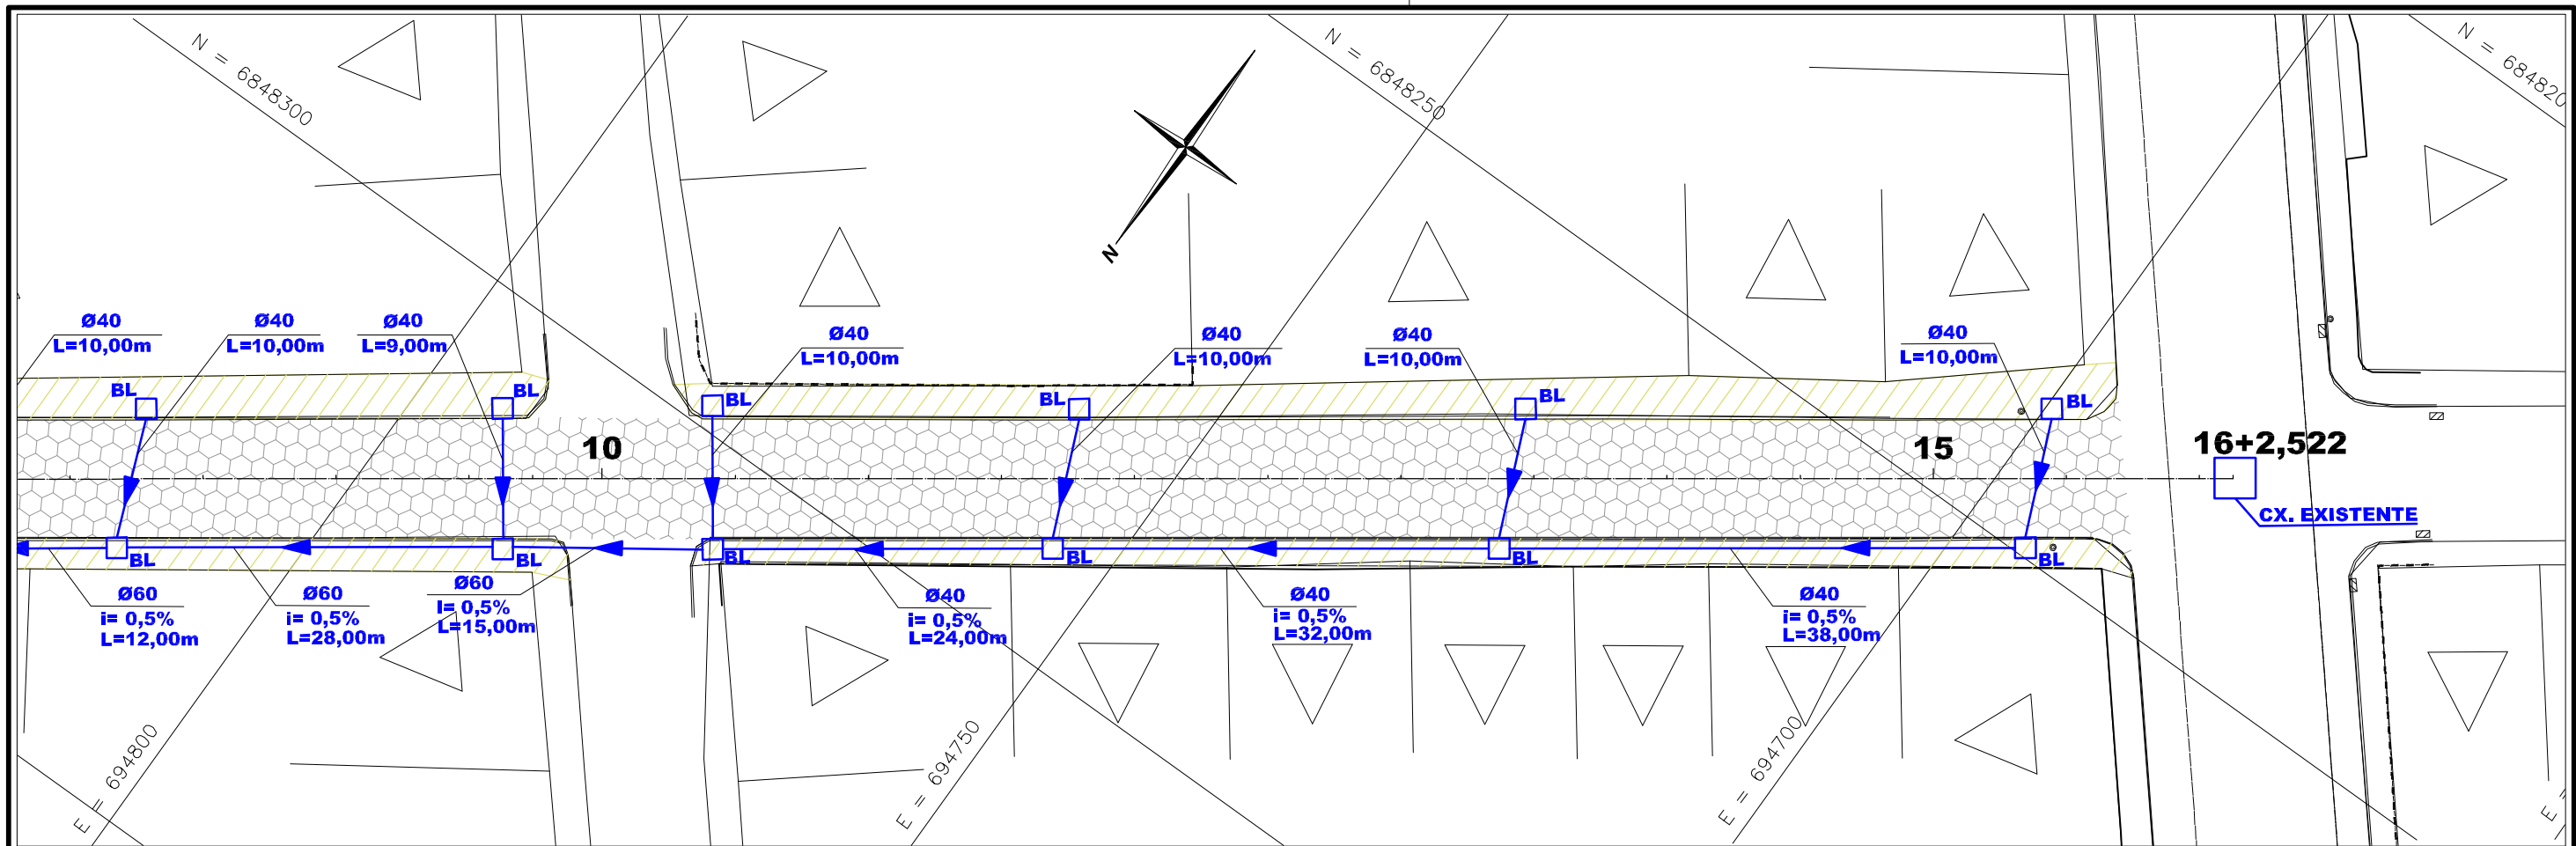 N = 6848300
N = 6848250
N = 684820
N
Ø40
L=10,00m
Ø40
L=10,00m
Ø40
L=9,00m
Ø40
L=10,00m
Ø40
L=10,00m
Ø40
L=10,00m
Ø40
L=10,00m
BL
BL
BL
BL
BL
BL
10
15
16+2,522
CX. EXISTENTE
BL
BL
BL
BL
BL
BL
Ø60
i= 0,5%
L=12,00m
Ø60
i= 0,5%
L=28,00m
Ø60
I= 0,5%
L=15,00m
Ø40
i= 0,5%
L=24,00m
Ø40
i= 0,5%
L=32,00m
Ø40
i= 0,5%
L=38,00m
E = 694800
E = 694750
E = 694700
E =